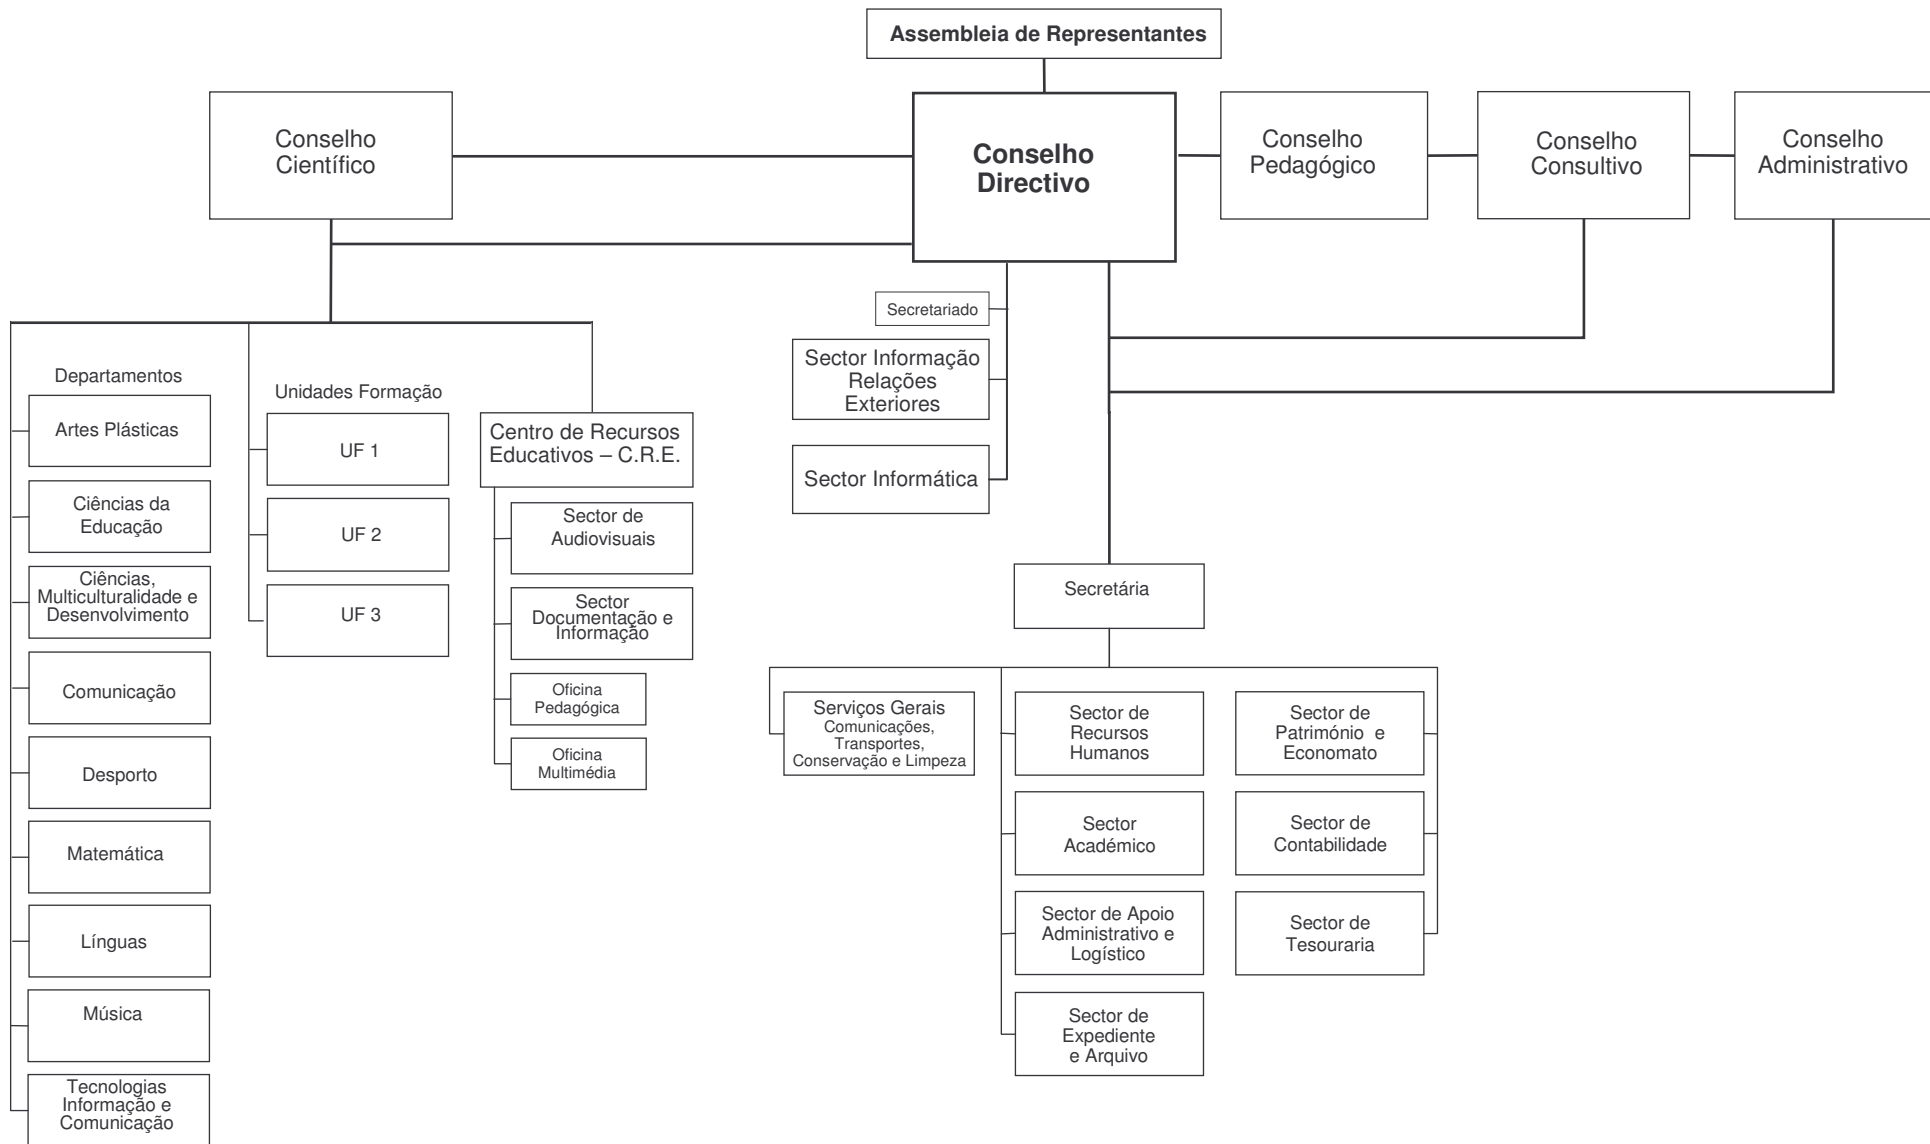 Assembleia de Representantes
Conselho
Científico
Conselho
Directivo
Conselho
Pedagógico
Conselho
Consultivo
Conselho
Administrativo
Secretariado
Sector Informação
Relações
Exteriores
Sector Informática
Departamentos
Artes Plásticas
Ciências da
Educação
Ciências,
Multiculturalidade e
Desenvolvimento
Comunicação
Desporto
Matemática
Línguas
Música
Tecnologias
Informação e
Comunicação
Unidades Formação
UF 1
UF 2
UF 3
Centro de Recursos
Educativos – C.R.E.
Sector de
Audiovisuais
Sector
Documentação e
Informação
Oficina
Pedagógica
Oficina
Multimédia
Secretária
Serviços Gerais
Comunicações,
Transportes,
Conservação e Limpeza
Sector de
Recursos
Humanos
Sector
Académico
Sector de Apoio
Administrativo e
Logístico
Sector de
Expediente
e Arquivo
Sector de
Património e
Economato
Sector de
Contabilidade
Sector de
Tesouraria